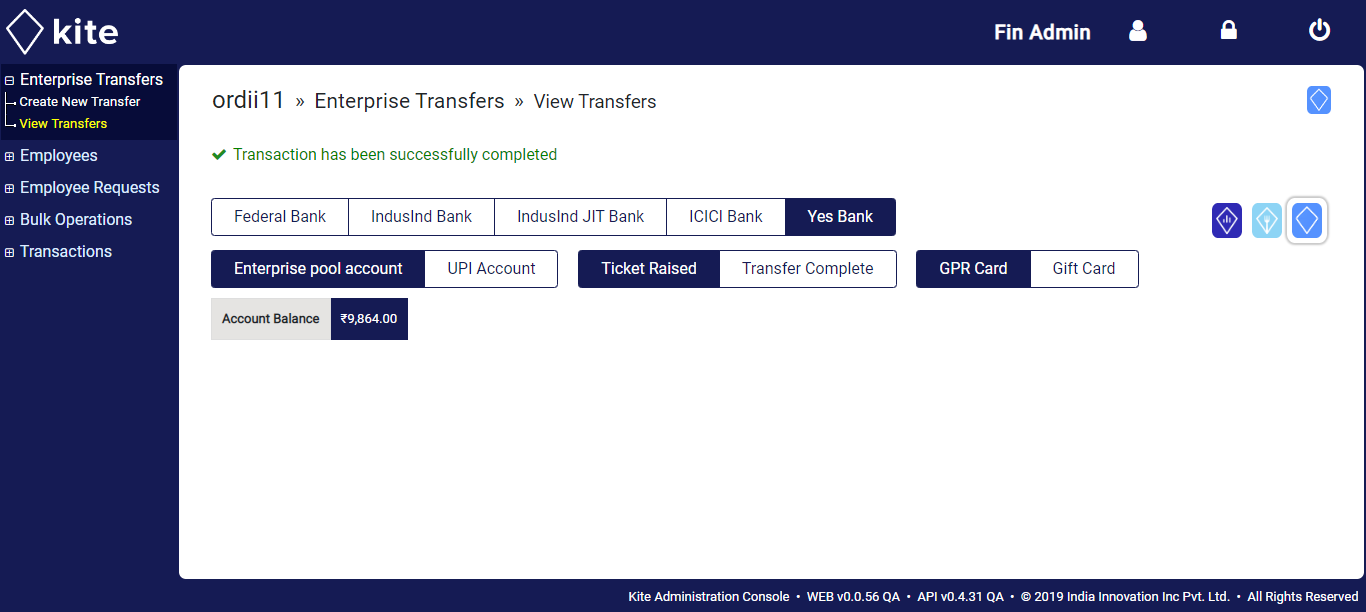 kite
Fin Admin
Enterprise Transfers
Create New Transfer
View Transfers
Employees
Employee Requests
Bulk Operations
Transactions
ordii11 » Enterprise Transfers » View Transfers
Transaction has been successfully completed
Federal Bank IndusInd Bank IndusInd JIT Bank ICICI Bank Yes Bank
Enterprise pool account UPI Account Ticket Raised Transfer Complete GPR Card Gift Card
Account Balance ₹9,864.00
Kite Administration Console • WEB v0.0.56 QA • API v0.4.31 QA • © 2019 India Innovation Inc Pvt. Ltd. • All Rights Reserved